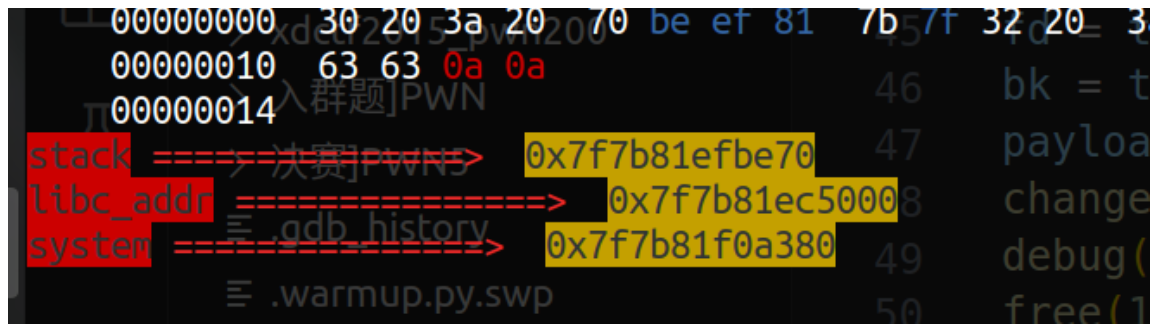 00000000  30 20 3a 20  70 be ef 81  7b 7f 32 20  3a
00000010  63 63 0a 0a
00000014
stack ===============>  0x7f7b81efbe70
libc_addr ===============>  0x7f7b81ec5000
system ===============>  0x7f7b81f0a380
xdctf2015_pwn200
入群题]PWN
决赛]PWN5
.gdb_history
.warmup.py.swp
45 fd = t
46 bk = t
47 payloa
48 change
49 debug(
50 free(1